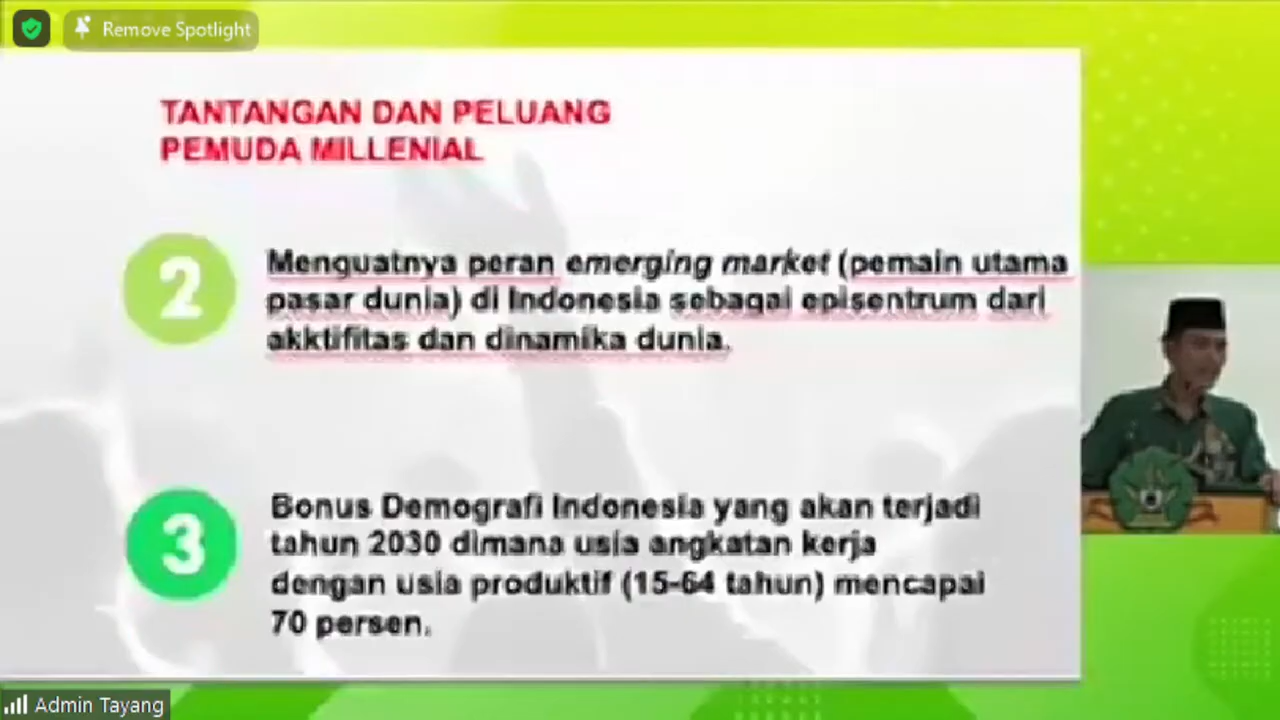 Remove Spotlight
TANTANGAN DAN PELUANG
PEMUDA MILLENIAL
2
Menguatnya peran emerging market (pemain utama
pasar dunia) di Indonesia sebagai episentrum dari
akktifitas dan dinamika dunia.
3
Bonus Demografi Indonesia yang akan terjadi
tahun 2030 dimana usia angkatan kerja
dengan usia produktif (15-64 tahun) mencapai
70 persen.
Admin Tayang